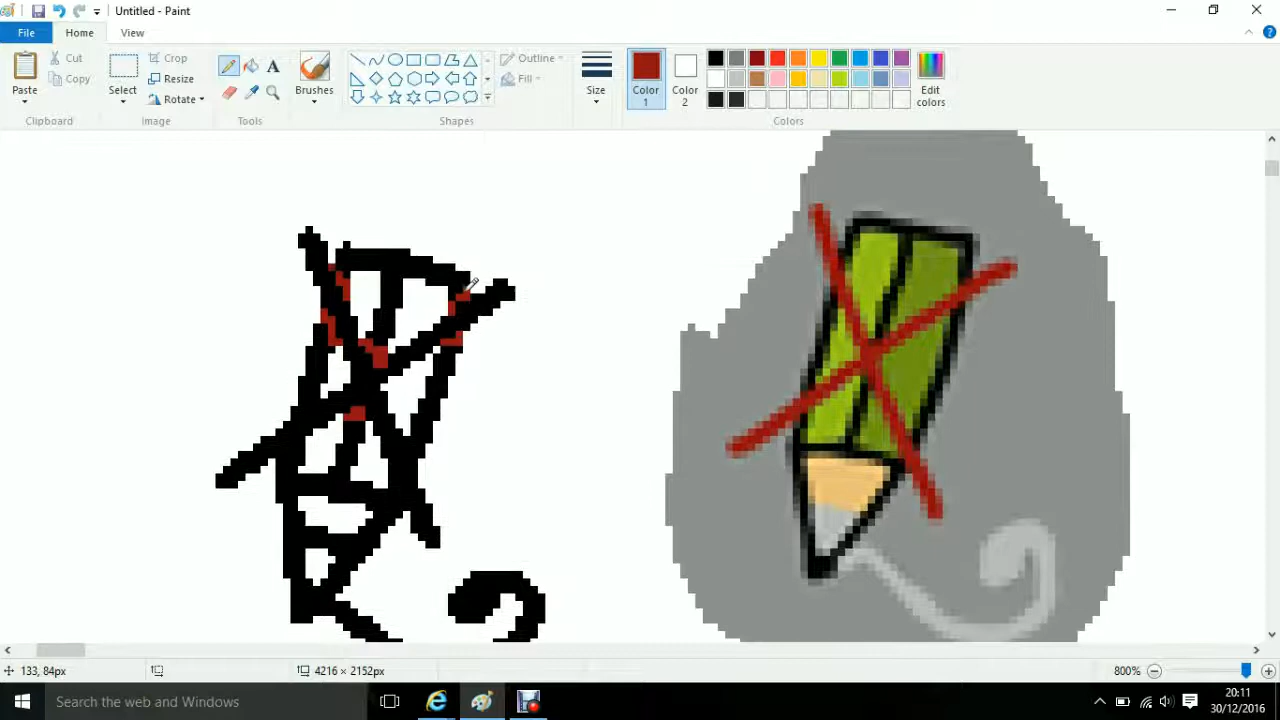 Untitled - Paint
File Home View
Paste Cut Copy Select Crop Resize Rotate A Brushes Outline Fill Size Color 1 Color 2 Edit colors
Clipboard Image Tools Shapes Colors
133, 84px 4216 × 2152px 800%
Search the web and Windows 20:11
30/12/2016